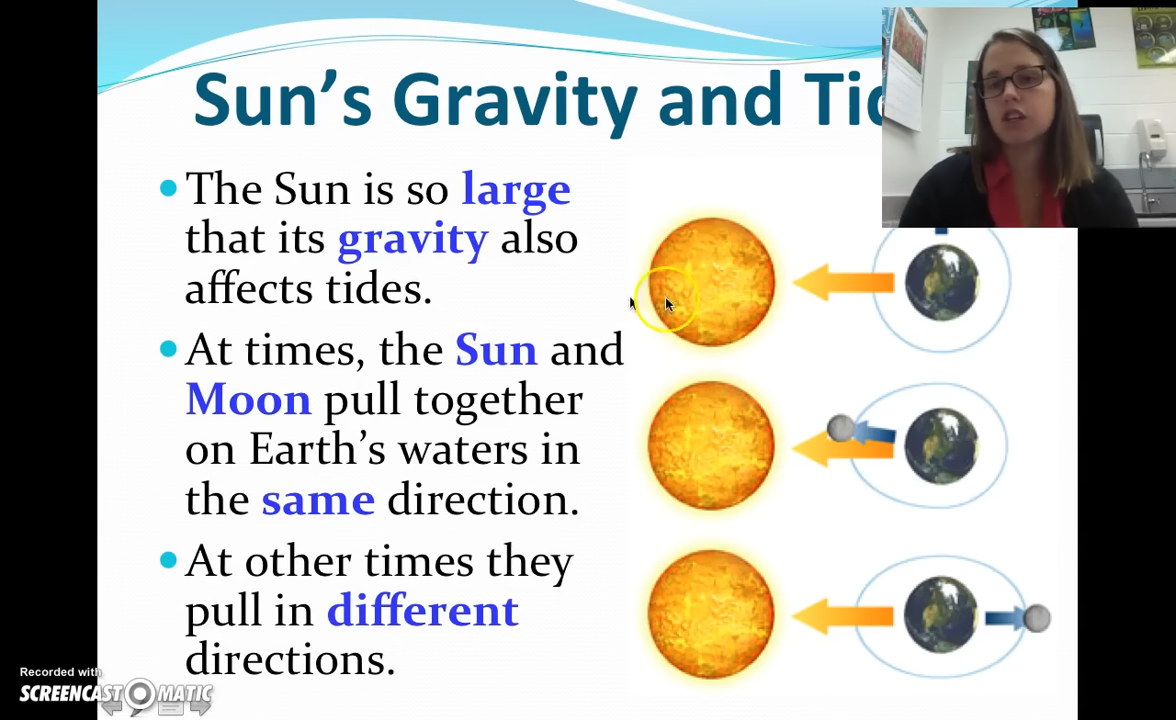 Sun's Gravity and Tid
The Sun is so large
that its gravity also
affects tides.
At times, the Sun and
Moon pull together
on Earth's waters in
the same direction.
At other times they
pull in different
directions.
Recorded with
SCREENCAST MATIC